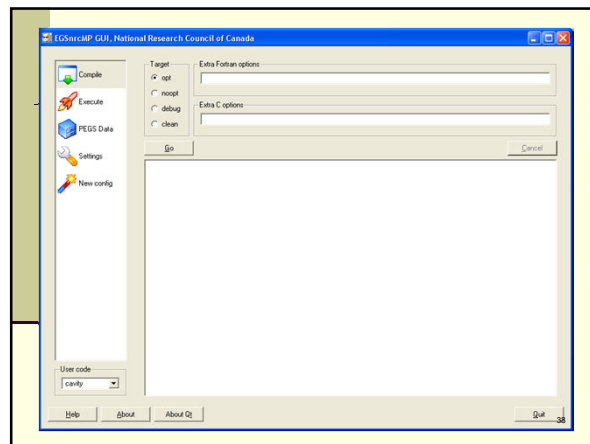 EGSnrcMP GUI, National Research Council of Canada
Compile
Execute
PEGS Data
Settings
New config
Target
opt
noopt
debug
clean
Extra Fortran options
Extra C options
Go
Cancel
User code
cavity
Help
About
About Qt
Quit
38